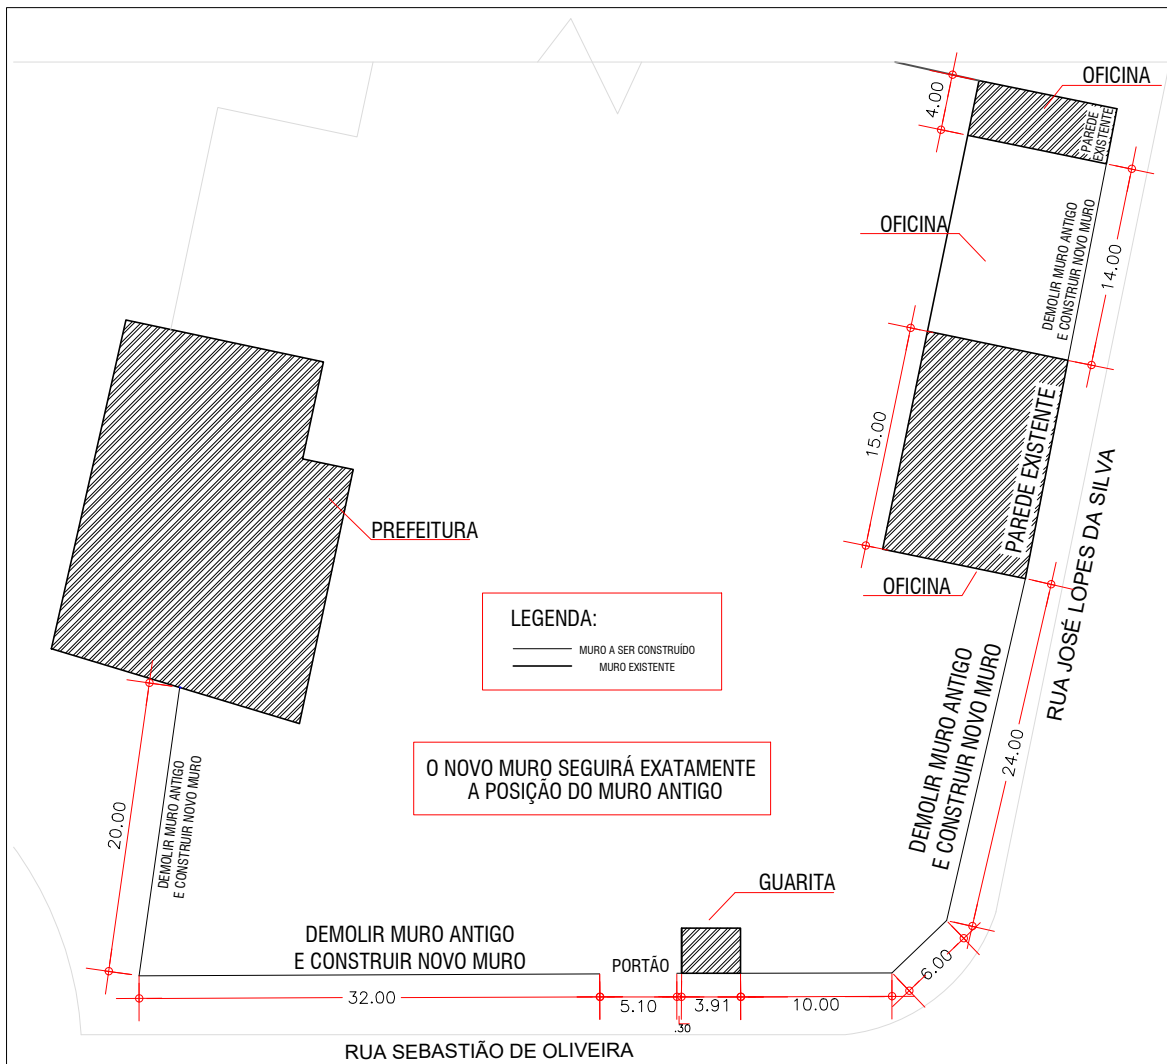 OFICINA
4.00
PAREDE
EXISTENTE
OFICINA
DEMOLIR MURO ANTIGO
E CONSTRUIR NOVO MURO
14.00
15.00
PAREDE EXISTENTE
OFICINA
RUA JOSÉ LOPES DA SILVA
PREFEITURA
LEGENDA:
MURO A SER CONSTRUÍDO
MURO EXISTENTE
O NOVO MURO SEGUIRÁ EXATAMENTE
A POSIÇÃO DO MURO ANTIGO
20.00
DEMOLIR MURO ANTIGO
E CONSTRUIR NOVO MURO
DEMOLIR MURO ANTIGO
E CONSTRUIR NOVO MURO
24.00
GUARITA
DEMOLIR MURO ANTIGO
E CONSTRUIR NOVO MURO
PORTÃO
6.00
32.00
5.10
3.91
10.00
.30
RUA SEBASTIÃO DE OLIVEIRA